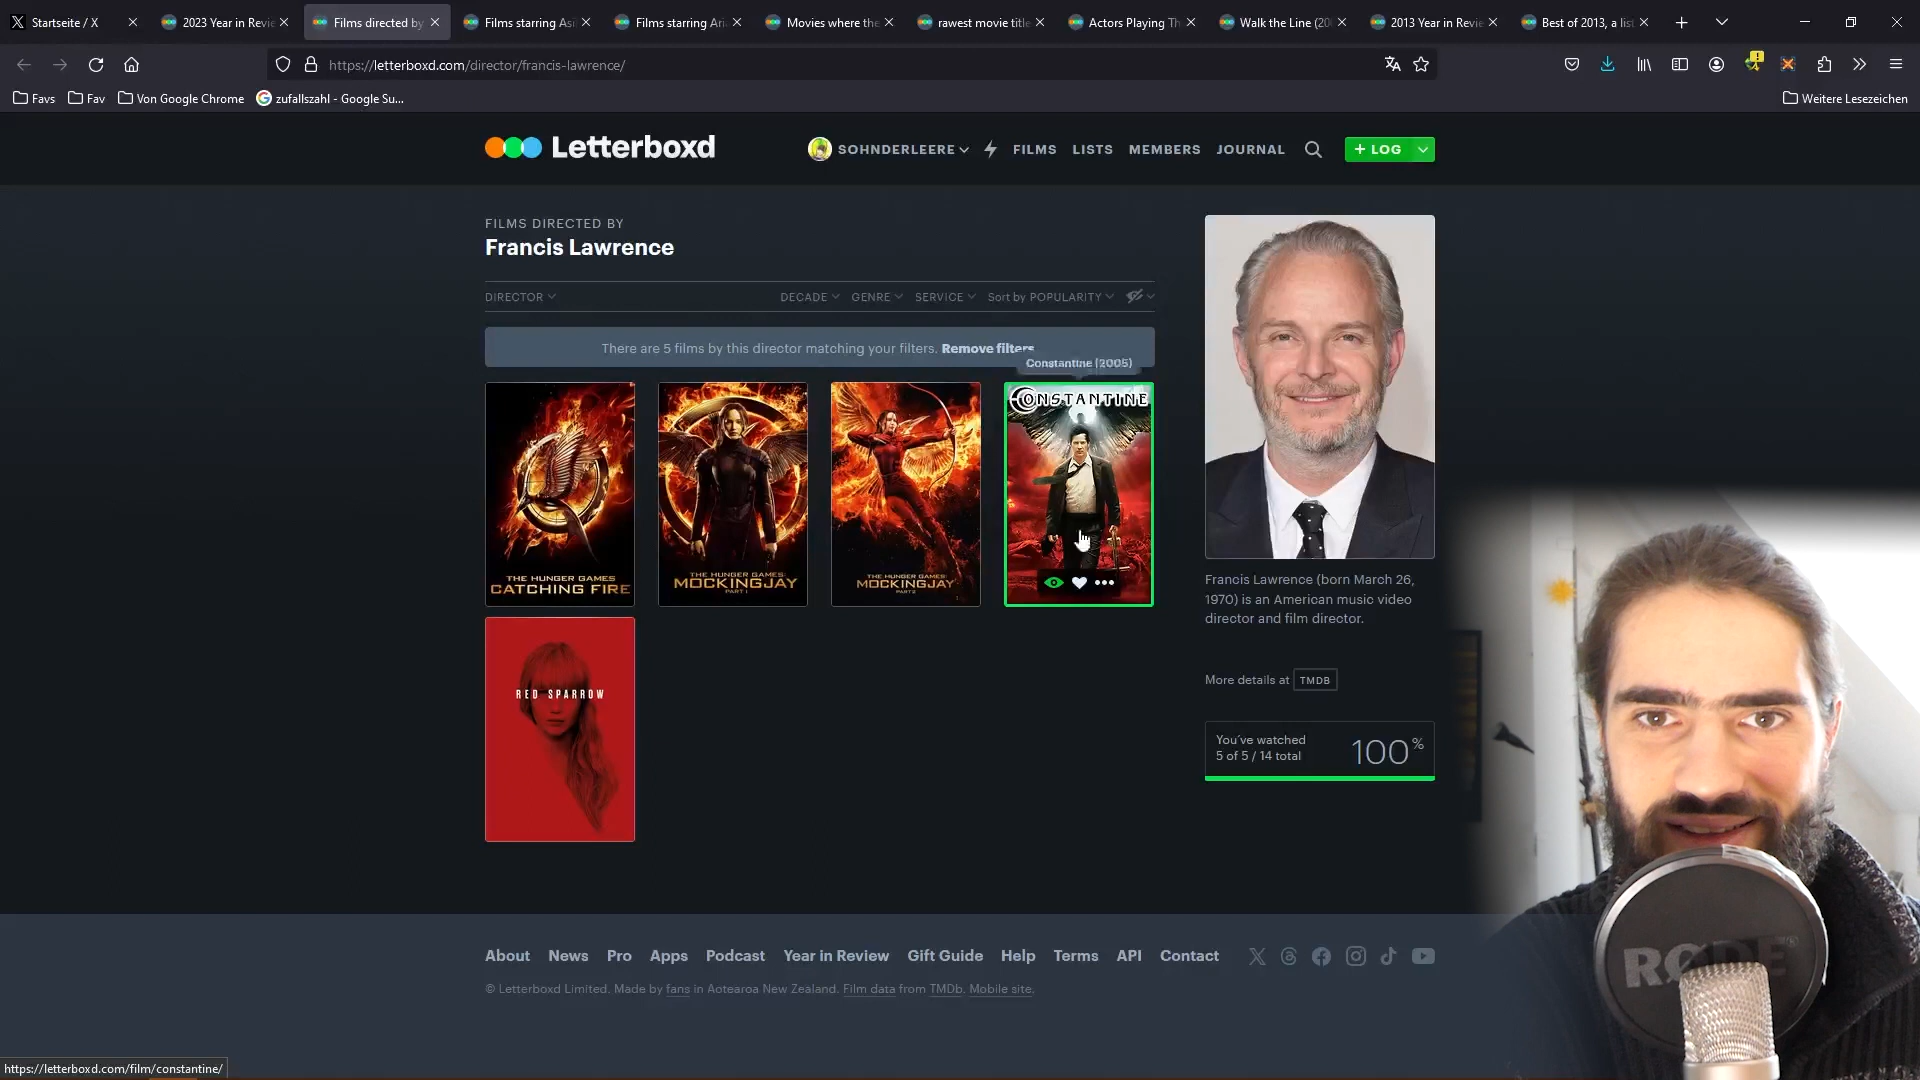 Startseite / X
2023 Year in Revie
Films directed by
Films starring Asi
Films starring Ari
Movies where the
rawest movie title
Actors Playing Th
Walk the Line (20
2013 Year in Revie
Best of 2013, a lis
https://letterboxd.com/director/francis-lawrence/
Favs
Fav
Von Google Chrome
zufallszahl - Google Su...
Weitere Lesezeichen
Letterboxd
SOHNDERLEERE
FILMS
LISTS
MEMBERS
JOURNAL
+ LOG
FILMS DIRECTED BY
Francis Lawrence
DIRECTOR
DECADE
GENRE
SERVICE
Sort by POPULARITY
There are 5 films by this director matching your filters. Remove filters
Constantine (2005)
THE HUNGER GAMES
CATCHING FIRE
THE HUNGER GAMES
MOCKINGJAY
PART 1
THE HUNGER GAMES
MOCKINGJAY
PART 2
CONSTANTINE
RED SPARROW
Francis Lawrence (born March 26,
1970) is an American music video
director and film director.
More details at TMDB
You've watched
5 of 5 / 14 total
100%
RØDE
About
News
Pro
Apps
Podcast
Year in Review
Gift Guide
Help
Terms
API
Contact
© Letterboxd Limited. Made by fans in Aotearoa New Zealand. Film data from TMDb. Mobile site.
https://letterboxd.com/film/constantine/